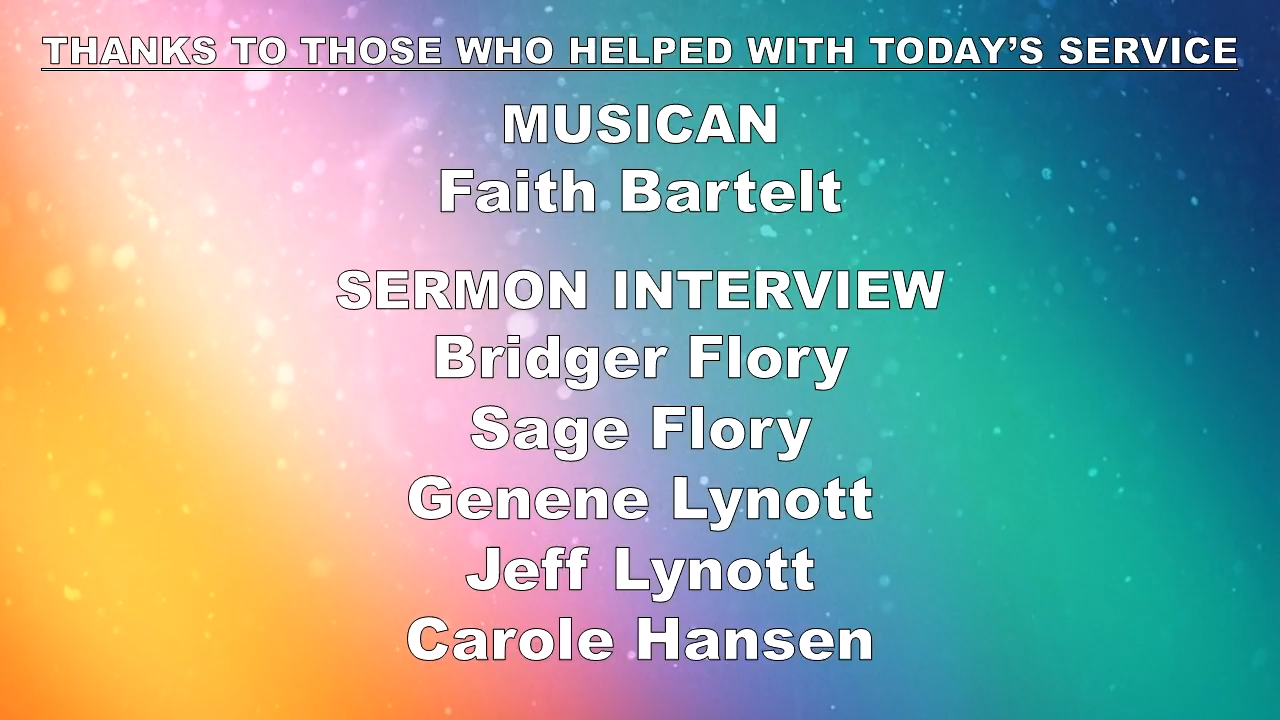 THANKS TO THOSE WHO HELPED WITH TODAY’S SERVICE
MUSICAN
Faith Bartelt
SERMON INTERVIEW
Bridger Flory
Sage Flory
Genene Lynott
Jeff Lynott
Carole Hansen